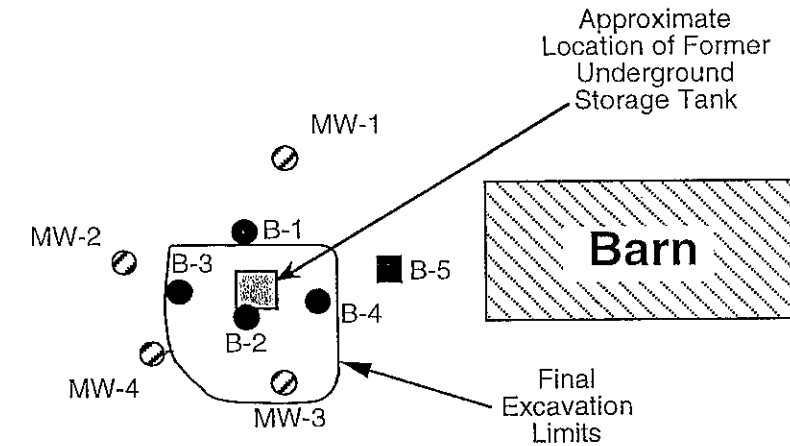 Approximate
Location of Former
Underground
Storage Tank
MW-1
MW-2
B-1
B-3
B-5
Barn
B-4
B-2
MW-4
MW-3
Final
Excavation
Limits